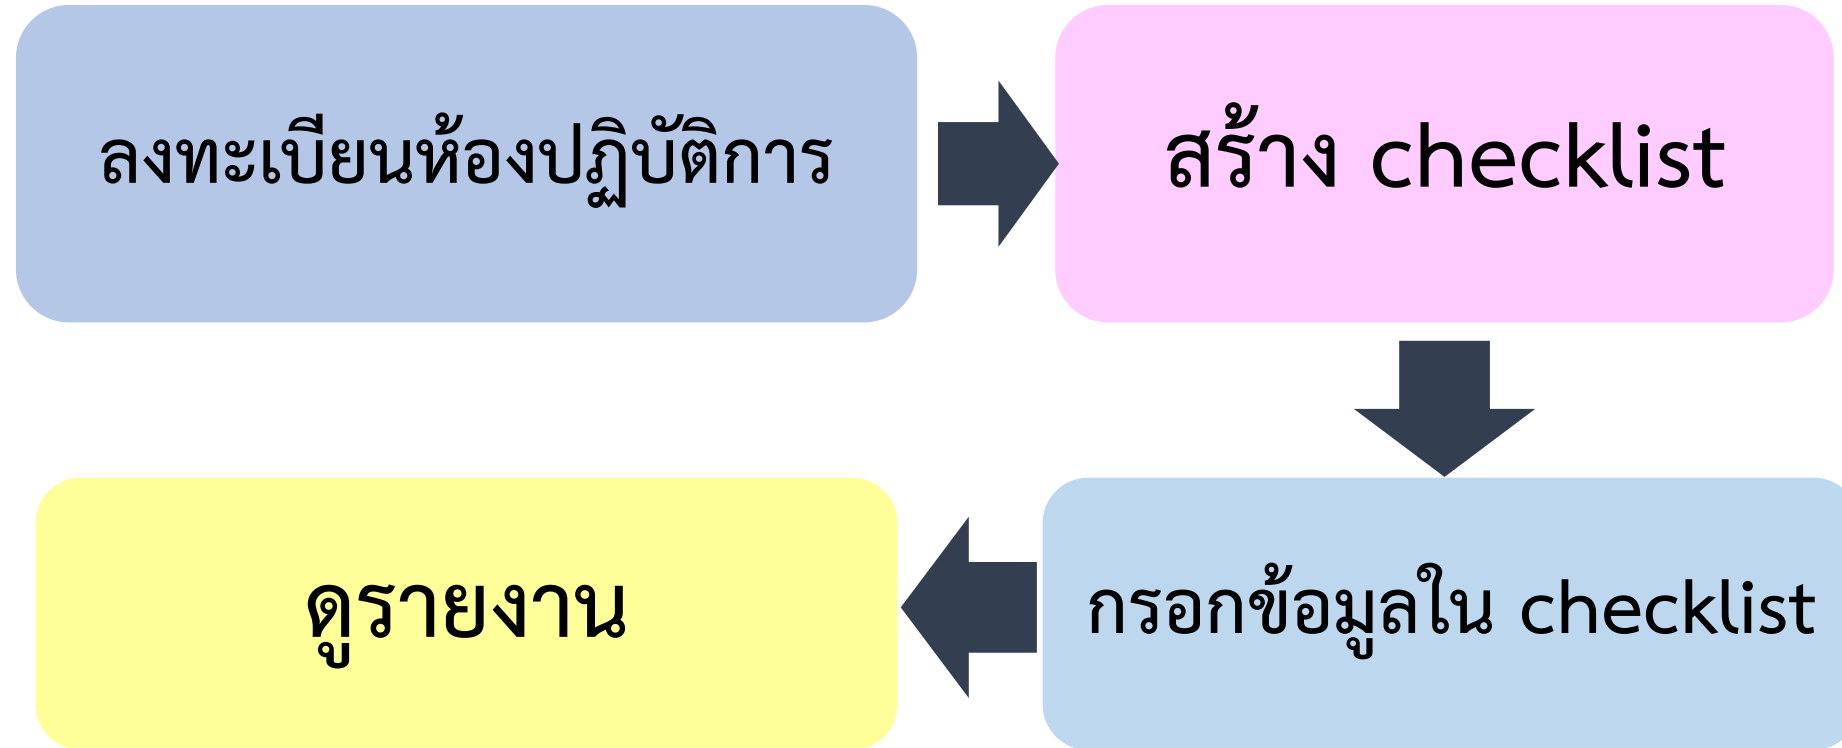 ลงทะเบียนห้องปฏิบัติการ
สร้าง checklist
กรอกข้อมูลใน checklist
ดูรายงาน